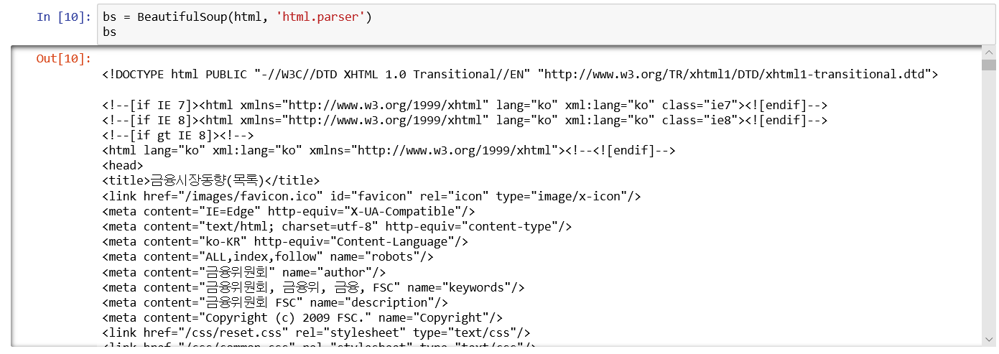 In [10]: bs = BeautifulSoup(html, 'html.parser')
bs
Out[10]:
<!DOCTYPE html PUBLIC "-//W3C//DTD XHTML 1.0 Transitional//EN" "http://www.w3.org/TR/xhtml1/DTD/xhtml1-transitional.dtd">
<!--[if IE 7]><html xmlns="http://www.w3.org/1999/xhtml" lang="ko" xml:lang="ko" class="ie7"><![endif]-->
<!--[if IE 8]><html xmlns="http://www.w3.org/1999/xhtml" lang="ko" xml:lang="ko" class="ie8"><![endif]-->
<!--[if gt IE 8]><!-->
<html lang="ko" xml:lang="ko" xmlns="http://www.w3.org/1999/xhtml"><!--<![endif]-->
<head>
<title>금융시장동향(목록)</title>
<link href="/images/favicon.ico" id="favicon" rel="icon" type="image/x-icon"/>
<meta content="IE=Edge" http-equiv="X-UA-Compatible"/>
<meta content="text/html; charset=utf-8" http-equiv="content-type"/>
<meta content="ko-KR" http-equiv="Content-Language"/>
<meta content="ALL,index,follow" name="robots"/>
<meta content="금융위원회" name="author"/>
<meta content="금융위원회, 금융위, 금융, FSC" name="keywords"/>
<meta content="금융위원회 FSC" name="description"/>
<meta content="Copyright (c) 2009 FSC." name="Copyright"/>
<link href="/css/reset.css" rel="stylesheet" type="text/css"/>
<link href="/css/common.css" rel="stylesheet" type="text/css"/>